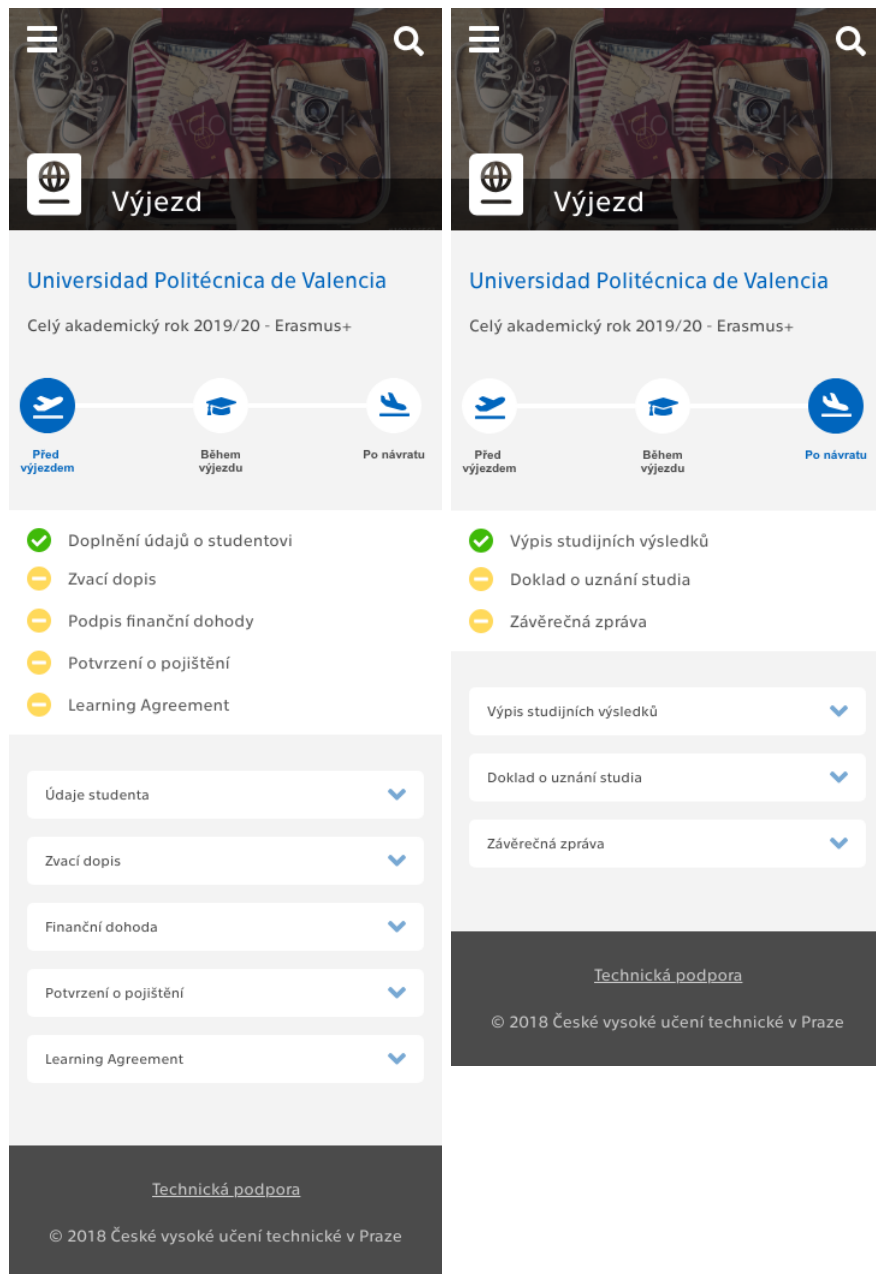 Adobe Stock
Výjezd
Universidad Politécnica de Valencia
Celý akademický rok 2019/20 - Erasmus+
Před
výjezdem
Během
výjezdu
Po návratu
Doplnění údajů o studentovi
Zvací dopis
Podpis finanční dohody
Potvrzení o pojištění
Learning Agreement
Údaje studenta
Zvací dopis
Finanční dohoda
Potvrzení o pojištění
Learning Agreement
Technická podpora
© 2018 České vysoké učení technické v Praze
Adobe Stock
Výjezd
Universidad Politécnica de Valencia
Celý akademický rok 2019/20 - Erasmus+
Před
výjezdem
Během
výjezdu
Po návratu
Výpis studijních výsledků
Doklad o uznání studia
Závěrečná zpráva
Výpis studijních výsledků
Doklad o uznání studia
Závěrečná zpráva
Technická podpora
© 2018 České vysoké učení technické v Praze